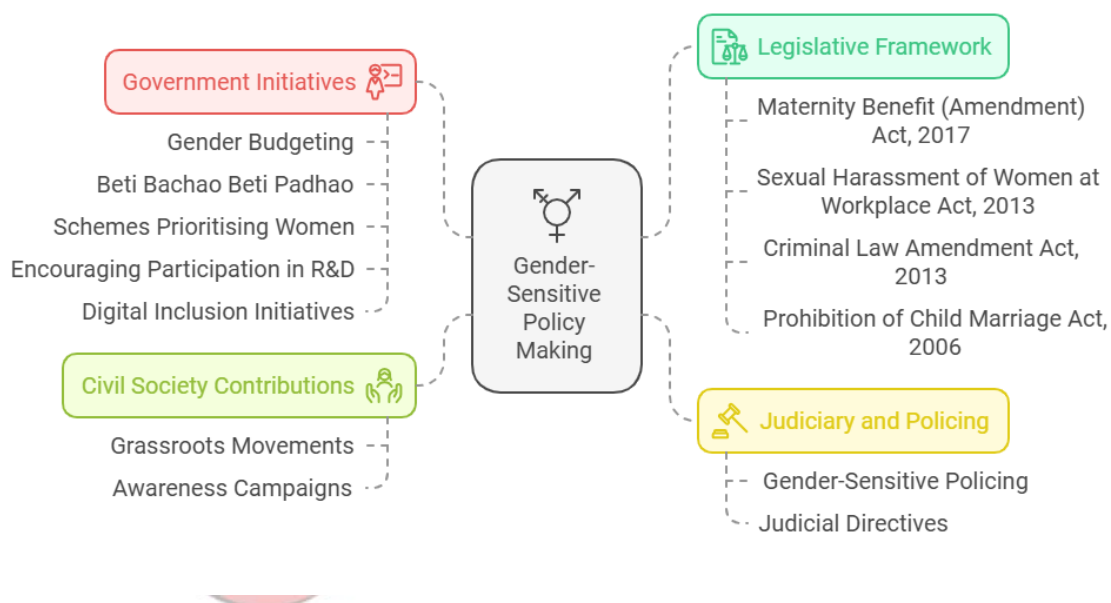 Government Initiatives
Gender Budgeting
Beti Bachao Beti Padhao
Schemes Prioritising Women
Encouraging Participation in R&D
Digital Inclusion Initiatives
Civil Society Contributions
Grassroots Movements
Awareness Campaigns
Gender-
Sensitive
Policy
Making
Legislative Framework
Maternity Benefit (Amendment)
Act, 2017
Sexual Harassment of Women at
Workplace Act, 2013
Criminal Law Amendment Act,
2013
Prohibition of Child Marriage Act,
2006
Judiciary and Policing
Gender-Sensitive Policing
Judicial Directives